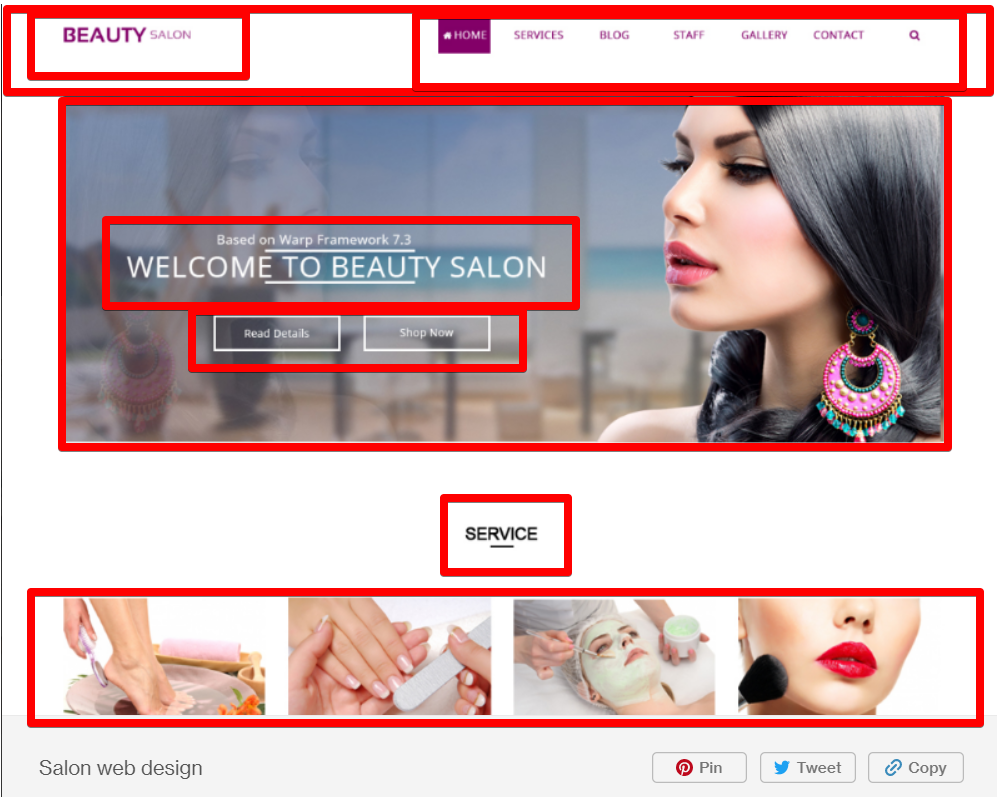 BEAUTY SALON
HOME SERVICES BLOG STAFF GALLERY CONTACT
Based on Warp Framework 7.3
WELCOME TO BEAUTY SALON
Read Details Shop Now
SERVICE
Salon web design Pin Tweet Copy